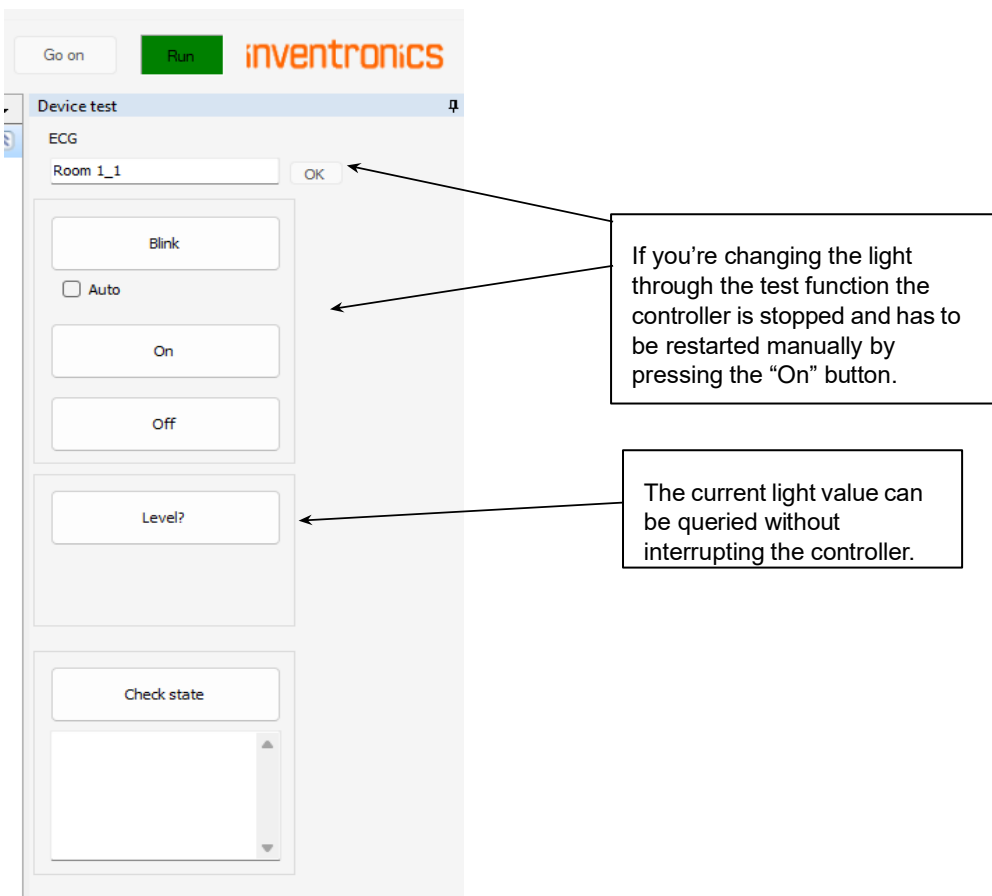 Go on
Run
inventronics
Device test
ECG
Room 1_1
OK
Blink
Auto
On
Off
Level?
Check state
If you’re changing the light
through the test function the
controller is stopped and has to
be restarted manually by
pressing the “On” button.
The current light value can
be queried without
interrupting the controller.